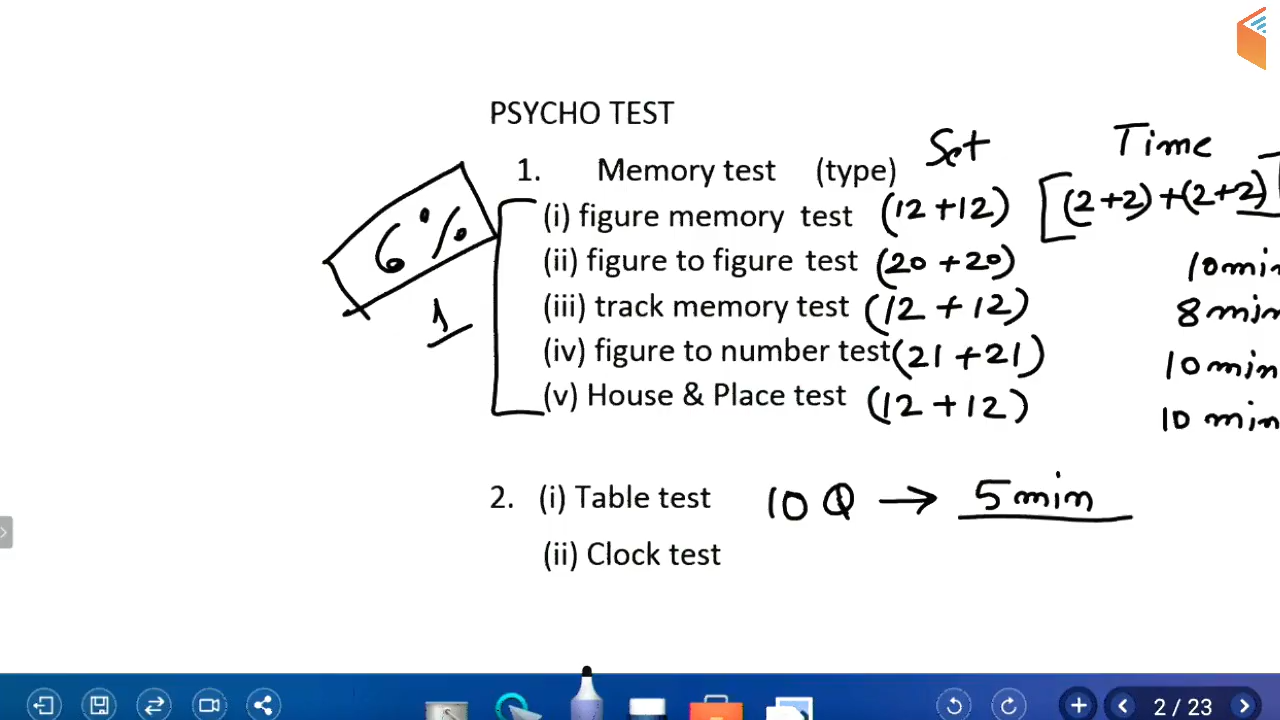 PSYCHO TEST
Set Time
1. Memory test (type)
(i) figure memory test (12+12) [(2+2)+(2+2)]
(ii) figure to figure test (20+20) 10min
(iii) track memory test (12+12) 8min
(iv) figure to number test (21+21) 10min
(v) House & Place test (12+12) 10 min
6%
1
2. (i) Table test 10 Q → 5min
(ii) Clock test
2 / 23